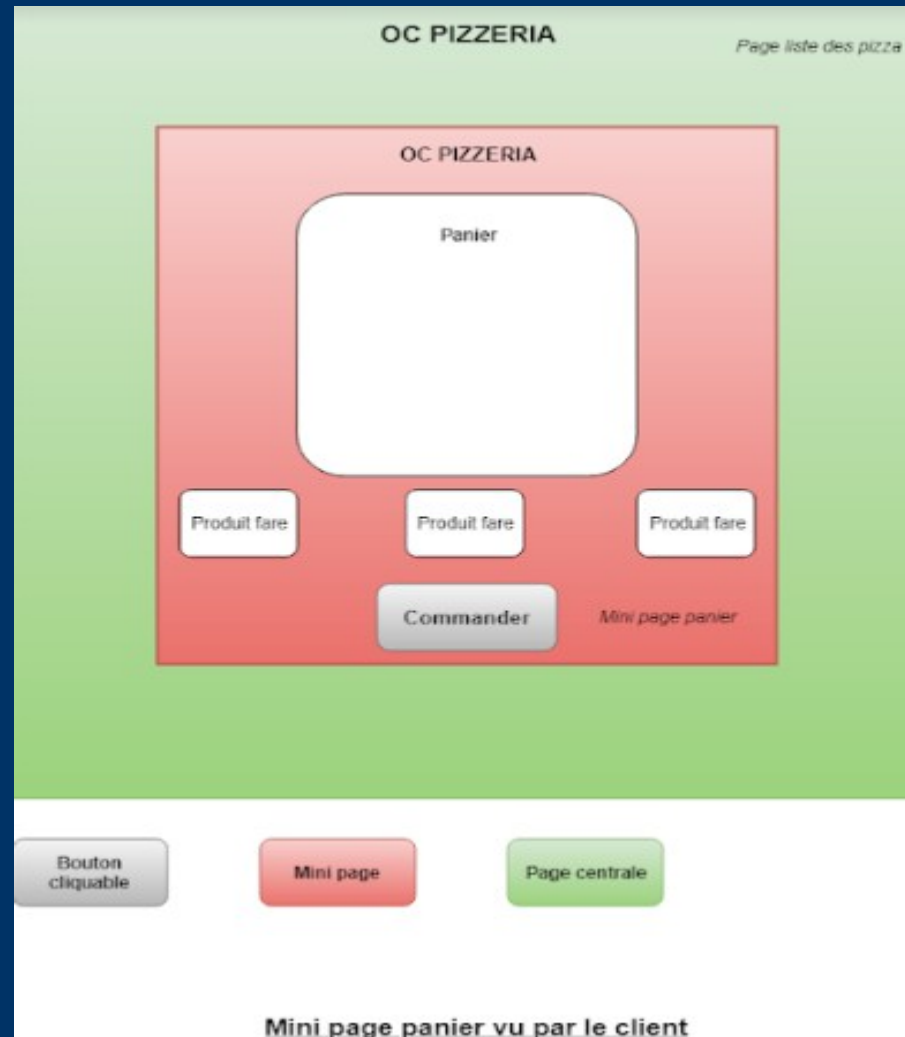 OC PIZZERIA
Page liste des pizza
OC PIZZERIA
Panier
Produit fare
Produit fare
Produit fare
Commander
Mini page panier
Bouton
cliquable
Mini page
Page centrale
Mini page panier vu par le client